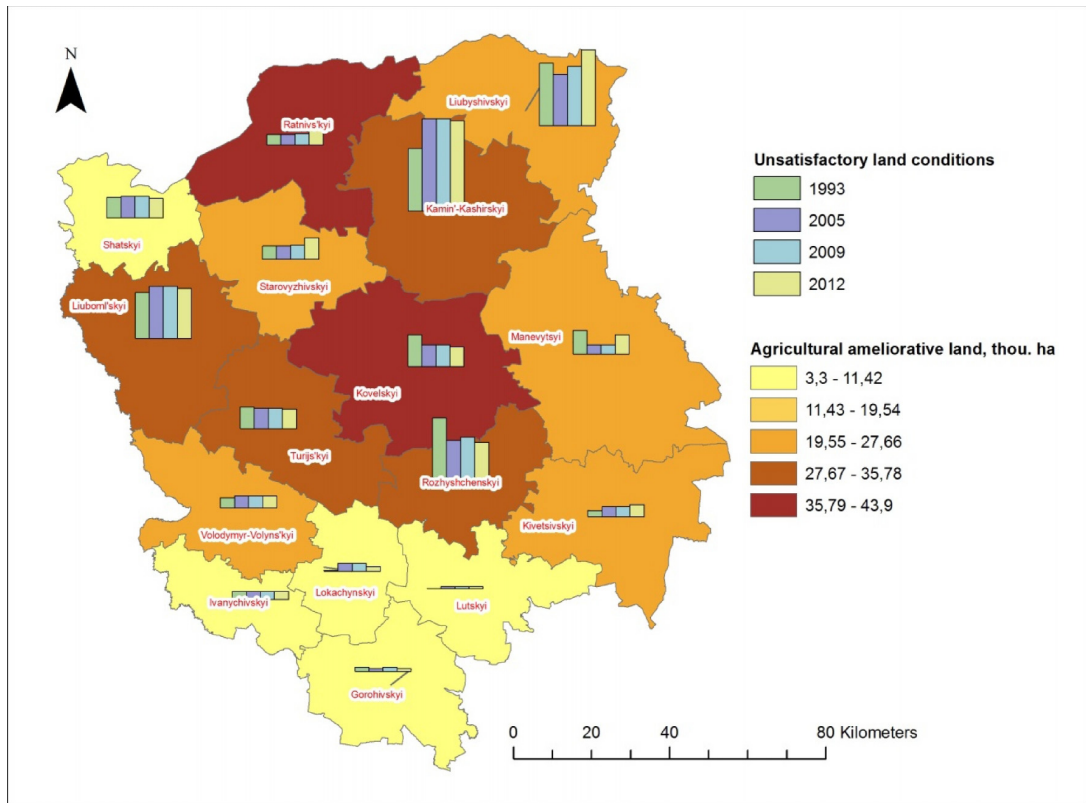 N
Liubyshivskyi
Ratnivs'kyi
Kamin'-Kashirskyi
Shatskyi
Starovyzhivskyi
Liuboml'skyi
Manevytsyi
Kovelskyi
Turijs'kyi
Rozhyshchenskyi
Volodymyr-Volyns'kyi
Kivetsivskyi
Ivanychivskyi
Lokachynskyi
Lutskyi
Gorohivskyi
Unsatisfactory land conditions
1993
2005
2009
2012
Agricultural ameliorative land, thou. ha
3,3 - 11,42
11,43 - 19,54
19,55 - 27,66
27,67 - 35,78
35,79 - 43,9
0 20 40 80 Kilometers